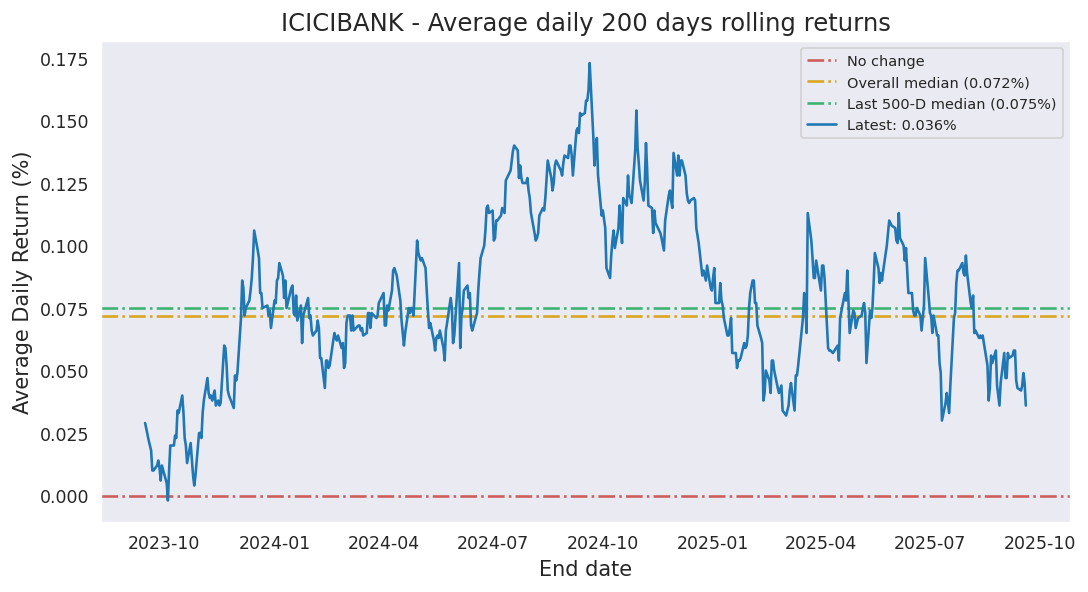 ICICIBANK - Average daily 200 days rolling returns
No change
Overall median (0.072%)
Last 500-D median (0.075%)
Latest: 0.036%
Average Daily Return (%)
0.175
0.150
0.125
0.100
0.075
0.050
0.025
0.000
2023-10 2024-01 2024-04 2024-07 2024-10 2025-01 2025-04 2025-07 2025-10
End date